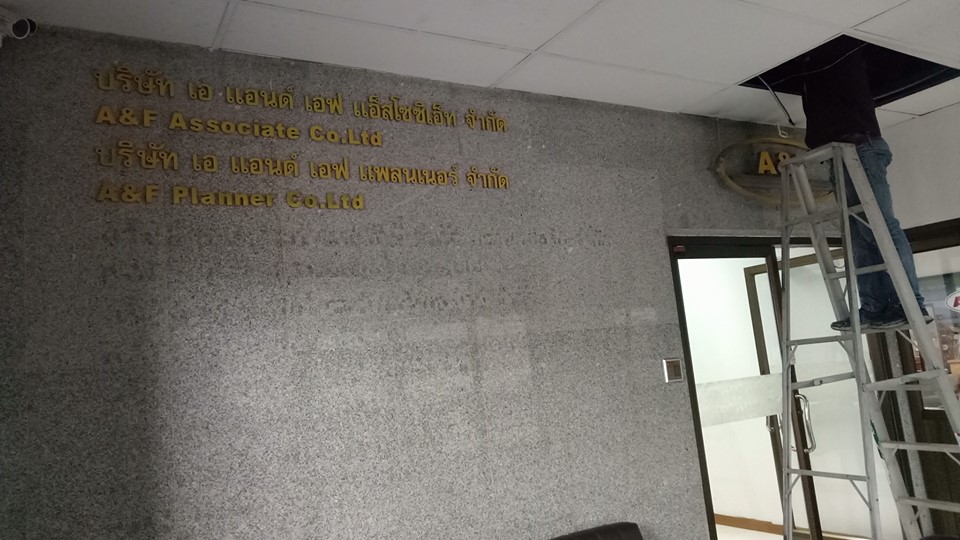 บริษัท เอ แอนด์ เอฟ แอ็สโซซิเอ็ท จำกัด
A&F Associate Co.Ltd
บริษัท เอ แอนด์ เอฟ แพลนเนอร์ จำกัด
A&F Planner Co.Ltd
A&